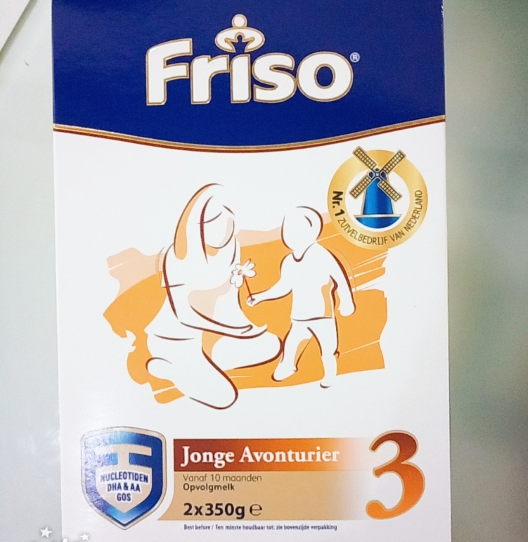 Friso®
Nr. 1 ZUIVELBEDRIJF VAN NEDERLAND
NUCLEOTIDEN
DHA & AA
GOS
Jonge Avonturier
3
Vanaf 10 maanden
Opvolgmelk
2x350g ℮
Best before / Ten minste houdbaar tot: zie bovenzijde verpakking